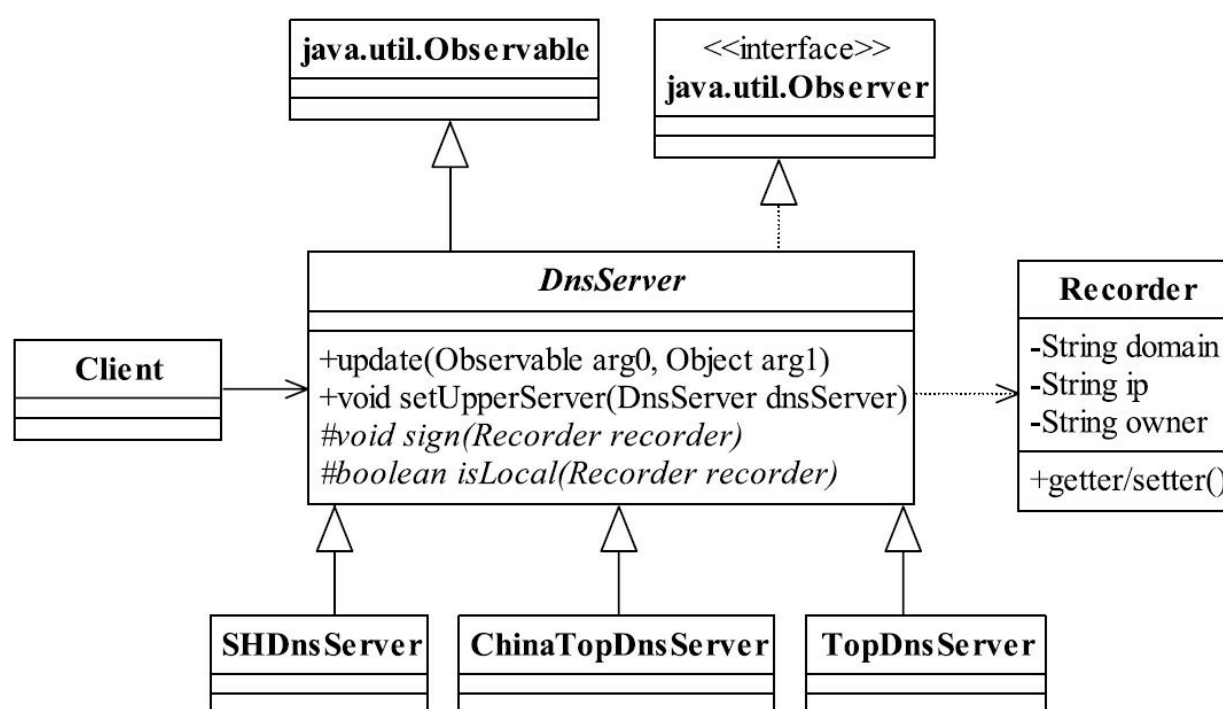 java.util.Observable
<<interface>>
java.util.Observer
DnsServer
+update(Observable arg0, Object arg1)
+void setUpperServer(DnsServer dnsServer)
#void sign(Recorder recorder)
#boolean isLocal(Recorder recorder)
Client
Recorder
-String domain
-String ip
-String owner
+getter/setter()
SHDnsServer
ChinaTopDnsServer
TopDnsServer